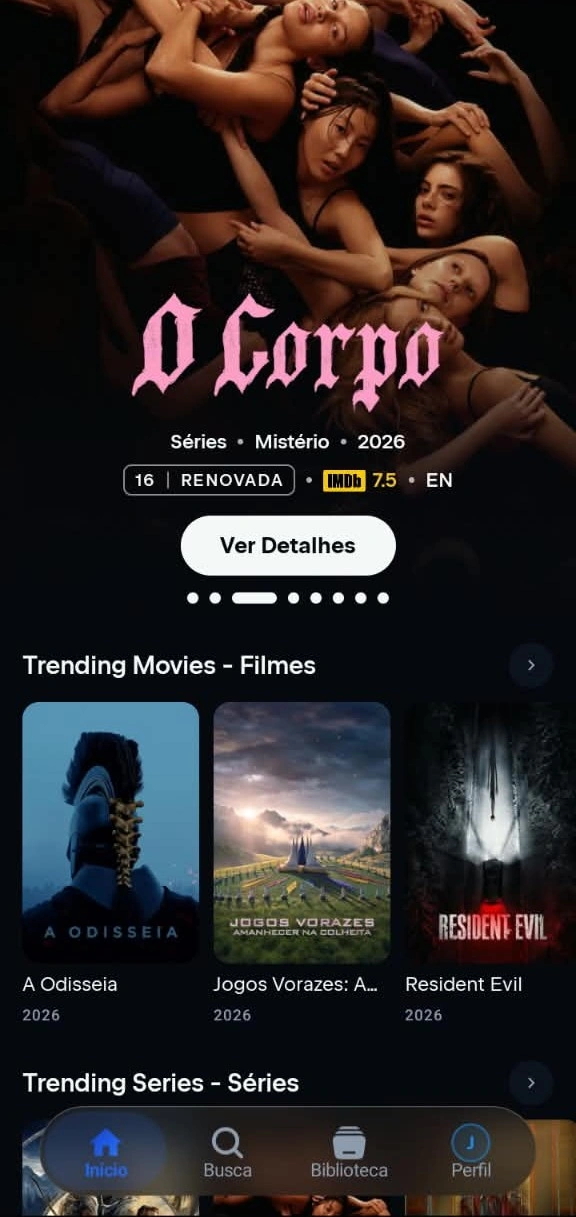 O Corpo
Séries • Mistério • 2026
16 | RENOVADA • IMDb 7.5 • EN
Ver Detalhes
Trending Movies - Filmes
A ODISSEIA
JOGOS VORAZES
AMANHECER NA COLHEITA
RESIDENT EVIL
A Odisseia
Jogos Vorazes: A...
Resident Evil
2026
2026
2026
Trending Series - Séries
J
Início
Busca
Biblioteca
Perfil